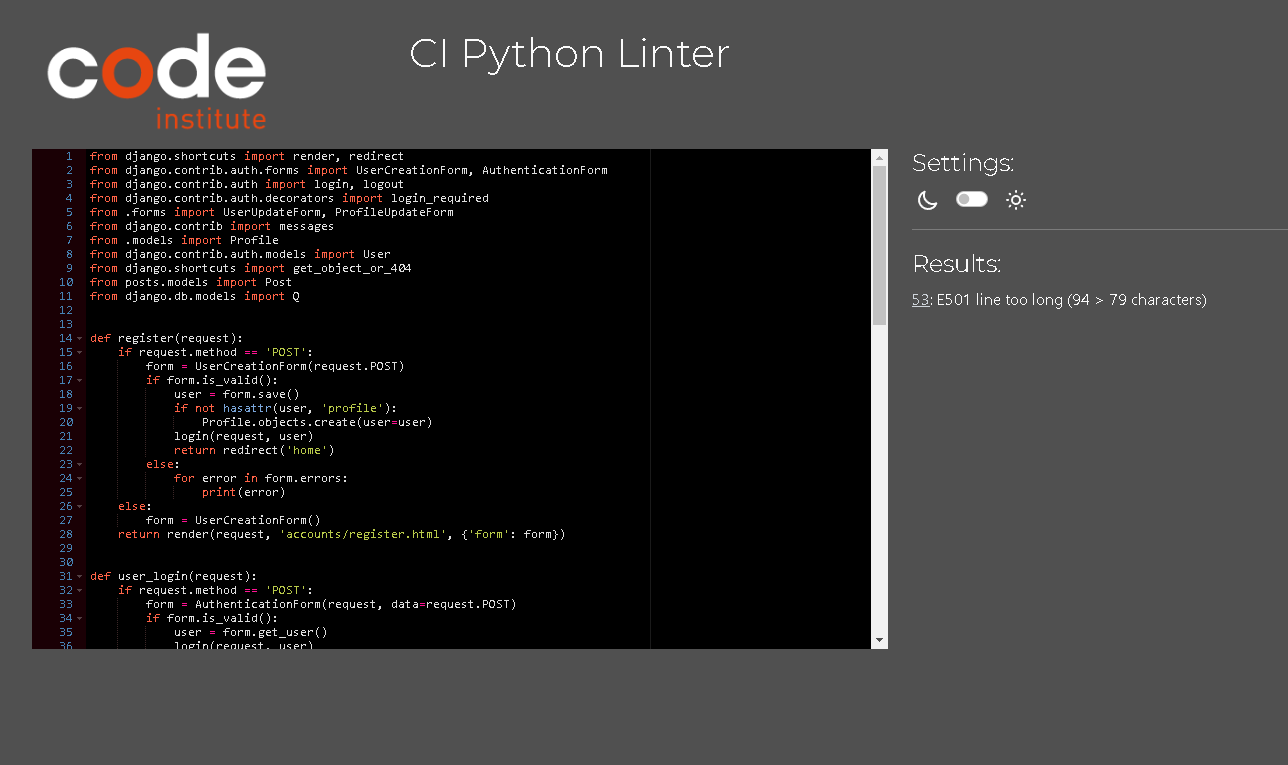 code
institute
CI Python Linter
1 from django.shortcuts import render, redirect
2 from django.contrib.auth.forms import UserCreationForm, AuthenticationForm
3 from django.contrib.auth import login, logout
4 from django.contrib.auth.decorators import login_required
5 from .forms import UserUpdateForm, ProfileUpdateForm
6 from django.contrib import messages
7 from .models import Profile
8 from django.contrib.auth.models import User
9 from django.shortcuts import get_object_or_404
10 from posts.models import Post
11 from django.db.models import Q
12
13
14 def register(request):
15     if request.method == 'POST':
16         form = UserCreationForm(request.POST)
17         if form.is_valid():
18             user = form.save()
19             if not hasattr(user, 'profile'):
20                 Profile.objects.create(user=user)
21             login(request, user)
22             return redirect('home')
23         else:
24             for error in form.errors:
25                 print(error)
26     else:
27         form = UserCreationForm()
28     return render(request, 'accounts/register.html', {'form': form})
29
30
31 def user_login(request):
32     if request.method == 'POST':
33         form = AuthenticationForm(request, data=request.POST)
34         if form.is_valid():
35             user = form.get_user()
36             login(request, user)
Settings:
Results:
53: E501 line too long (94 > 79 characters)